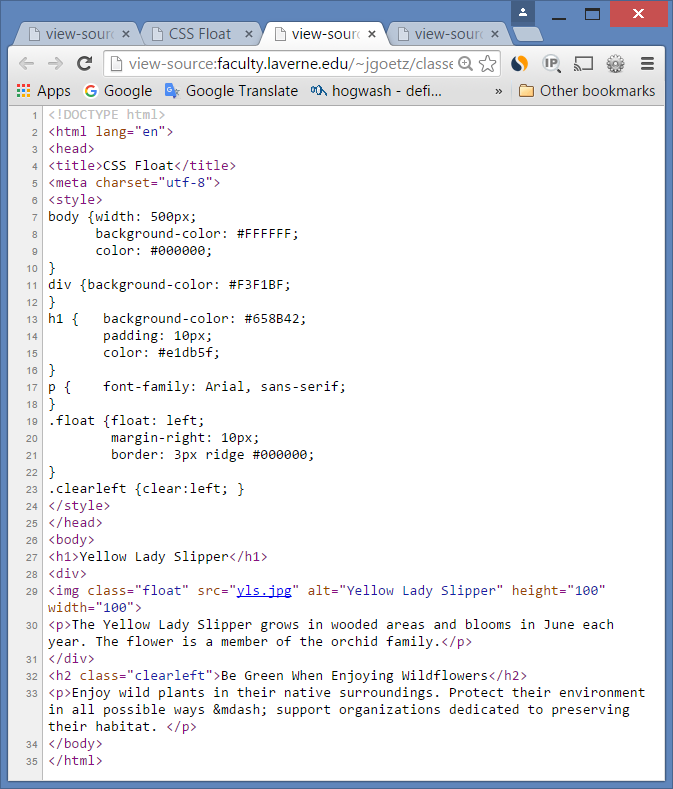 view-sour
CSS Float
view-sour
view-sour
view-source:faculty.laverne.edu/~jgoetz/classe
IP
Apps
Google
Google Translate
hogwash - defi...
»
Other bookmarks
1 <!DOCTYPE html>
2 <html lang="en">
3 <head>
4 <title>CSS Float</title>
5 <meta charset="utf-8">
6 <style>
7 body {width: 500px;
8 background-color: #FFFFFF;
9 color: #000000;
10 }
11 div {background-color: #F3F1BF;
12 }
13 h1 { background-color: #658B42;
14 padding: 10px;
15 color: #e1db5f;
16 }
17 p { font-family: Arial, sans-serif;
18 }
19 .float {float: left;
20 margin-right: 10px;
21 border: 3px ridge #000000;
22 }
23 .clearleft {clear:left; }
24 </style>
25 </head>
26 <body>
27 <h1>Yellow Lady Slipper</h1>
28 <div>
29 <img class="float" src="yls.jpg" alt="Yellow Lady Slipper" height="100"
width="100">
30 <p>The Yellow Lady Slipper grows in wooded areas and blooms in June each
year. The flower is a member of the orchid family.</p>
31 </div>
32 <h2 class="clearleft">Be Green When Enjoying Wildflowers</h2>
33 <p>Enjoy wild plants in their native surroundings. Protect their environment
in all possible ways &mdash; support organizations dedicated to preserving
their habitat. </p>
34 </body>
35 </html>